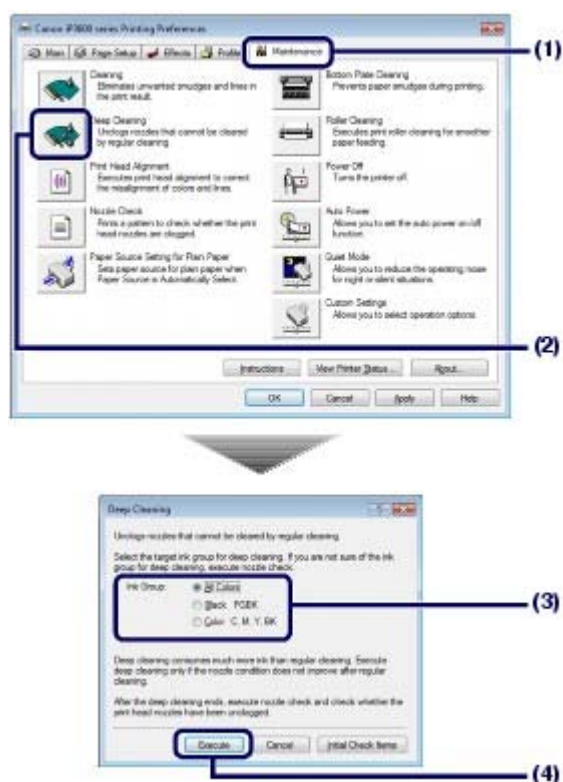 Canon iP3600 series Printing Preferences
Main Page Setup Effects Profile Maintenance
(1)
Cleaning
Eliminates unwanted smudges and lines in
the print result.
Bottom Plate Cleaning
Prevents paper smudges during printing.
Deep Cleaning
Unclogs nozzles that cannot be cleared
by regular cleaning.
Roller Cleaning
Executes print roller cleaning for smoother
paper feeding.
Print Head Alignment
Executes print head alignment to correct
the misalignment of colors and lines.
Power Off
Turns the printer off.
Nozzle Check
Prints a pattern to check whether the print
head nozzles are clogged.
Auto Power
Allows you to set the auto power on/off
function.
Paper Source Setting for Plain Paper
Sets paper source for plain paper when
Paper Source is Automatically Select.
Quiet Mode
Allows you to reduce the operating noise
for night or silent situations.
Custom Settings
Allows you to select operation options.
(2)
Instructions View Printer Status... About...
OK Cancel Apply Help
Deep Cleaning
Unclogs nozzles that cannot be cleared by regular cleaning.
Select the target ink group for deep cleaning. If you are not sure of the ink
group for deep cleaning, execute nozzle check.
Ink Group: All Colors
Black PGBK
Color C, M, Y, BK
(3)
Deep cleaning consumes much more ink than regular cleaning. Execute
deep cleaning only if the nozzle condition does not improve after regular
cleaning.
After the deep cleaning ends, execute nozzle check and check whether the
print head nozzles have been unclogged.
Execute Cancel Initial Check Items
(4)